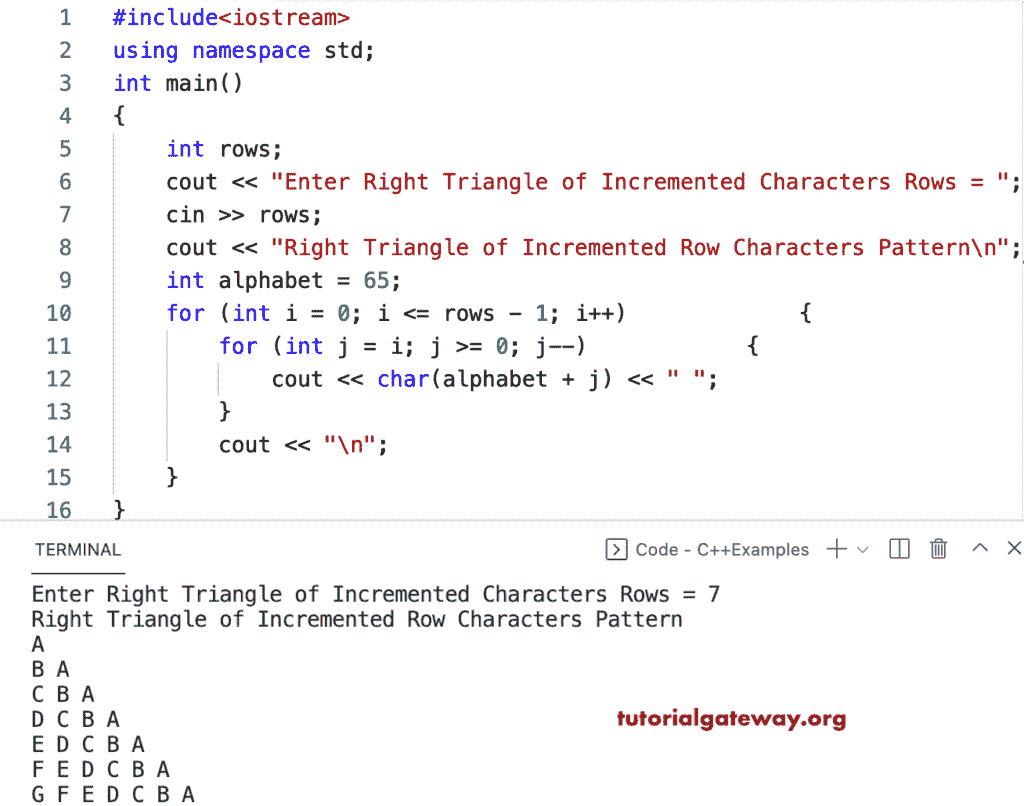 1 #include<iostream>
2 using namespace std;
3 int main()
4 {
5 int rows;
6 cout << "Enter Right Triangle of Incremented Characters Rows = ";
7 cin >> rows;
8 cout << "Right Triangle of Incremented Row Characters Pattern\n";
9 int alphabet = 65;
10 for (int i = 0; i <= rows - 1; i++) {
11 for (int j = i; j >= 0; j--) {
12 cout << char(alphabet + j) << " ";
13 }
14 cout << "\n";
15 }
16 }
TERMINAL Code - C++Examples
Enter Right Triangle of Incremented Characters Rows = 7
Right Triangle of Incremented Row Characters Pattern
A
B A
C B A
D C B A
tutorialgateway.org
E D C B A
F E D C B A
G F E D C B A